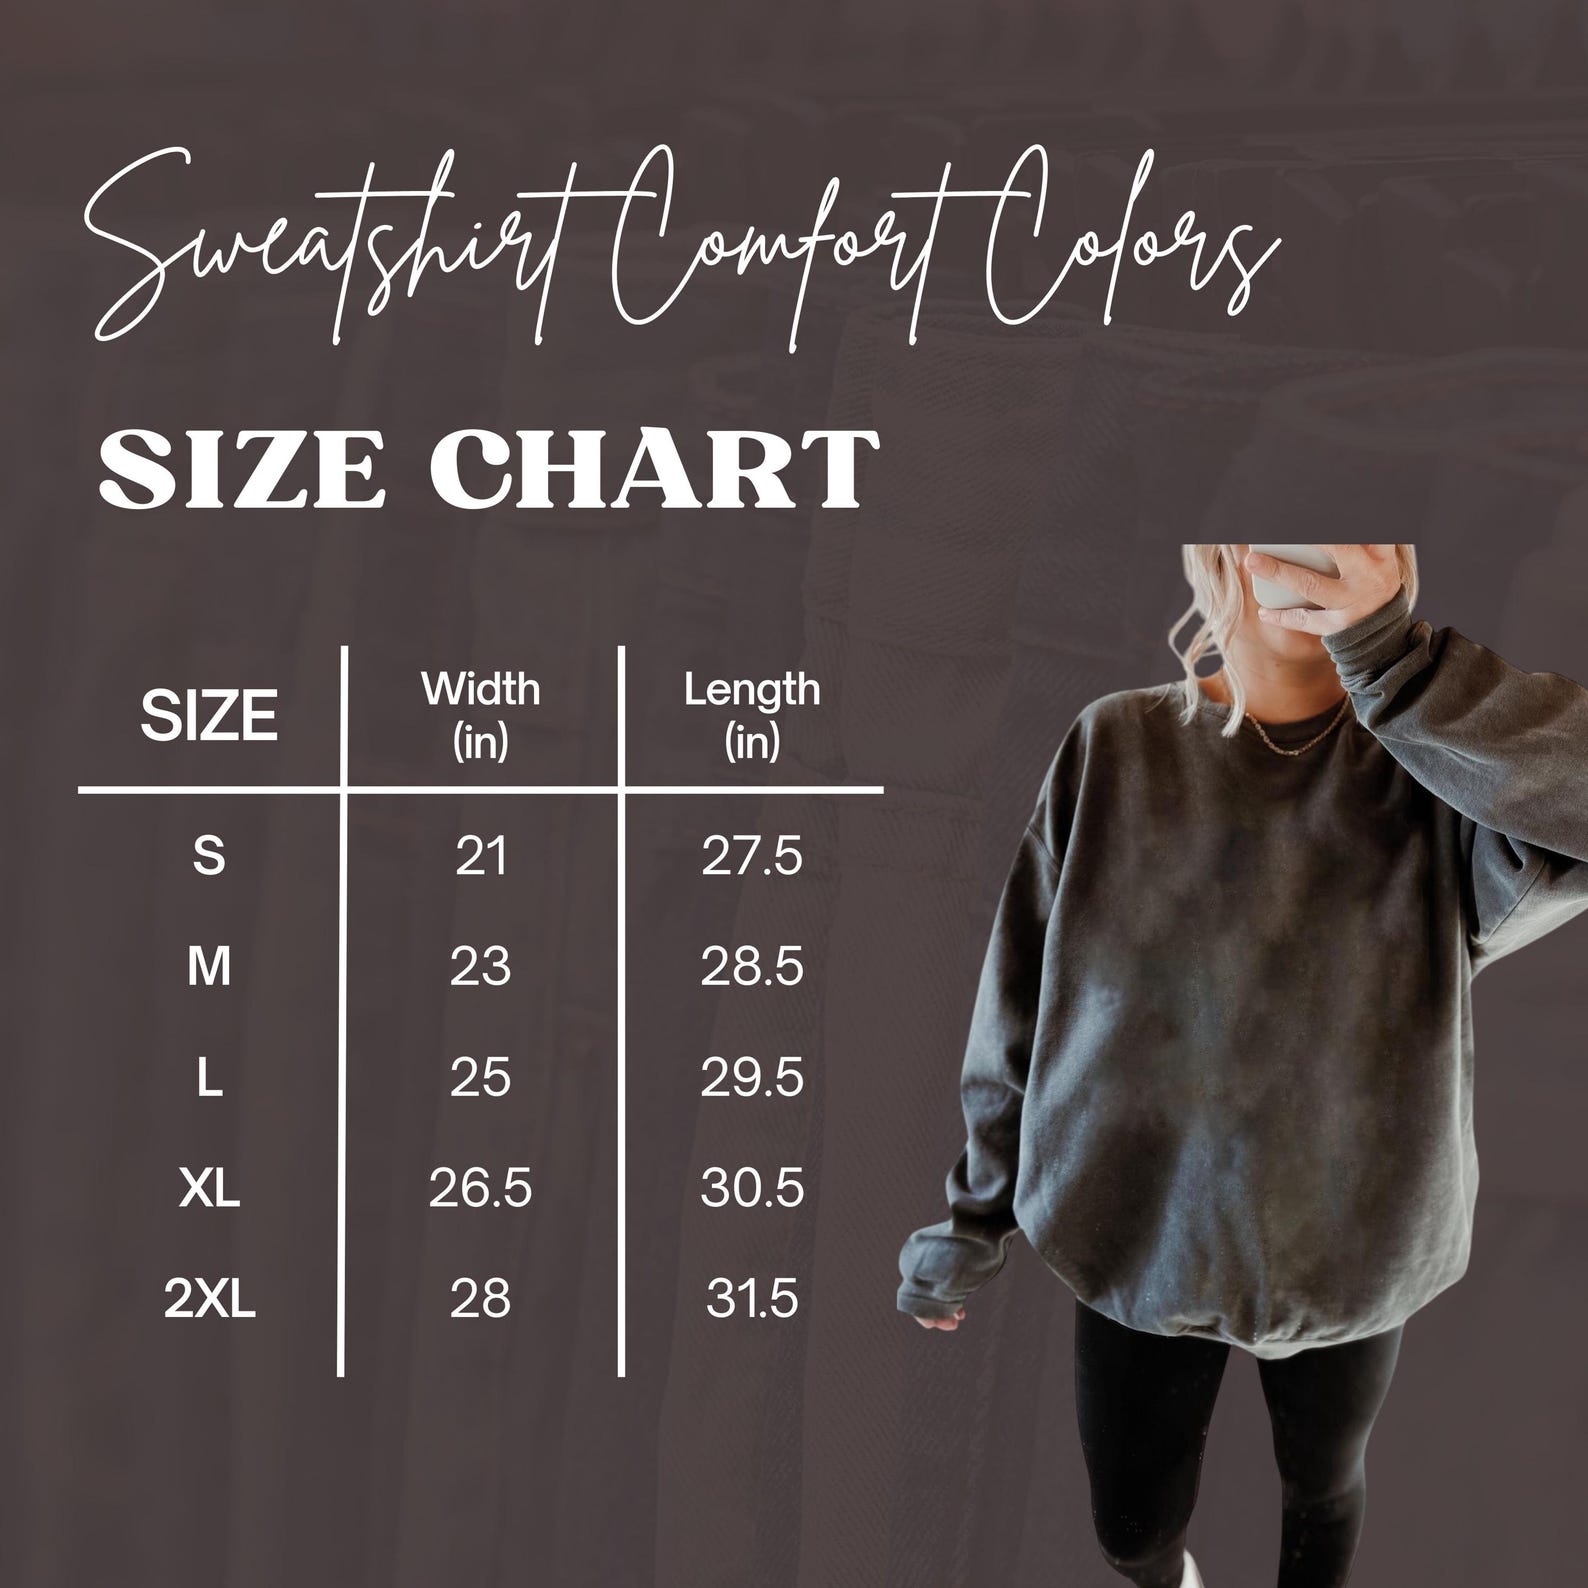 Sweatshirt Comfort Colors
SIZE CHART
SIZE Width (in) Length (in)
S 21 27.5
M 23 28.5
L 25 29.5
XL 26.5 30.5
2XL 28 31.5